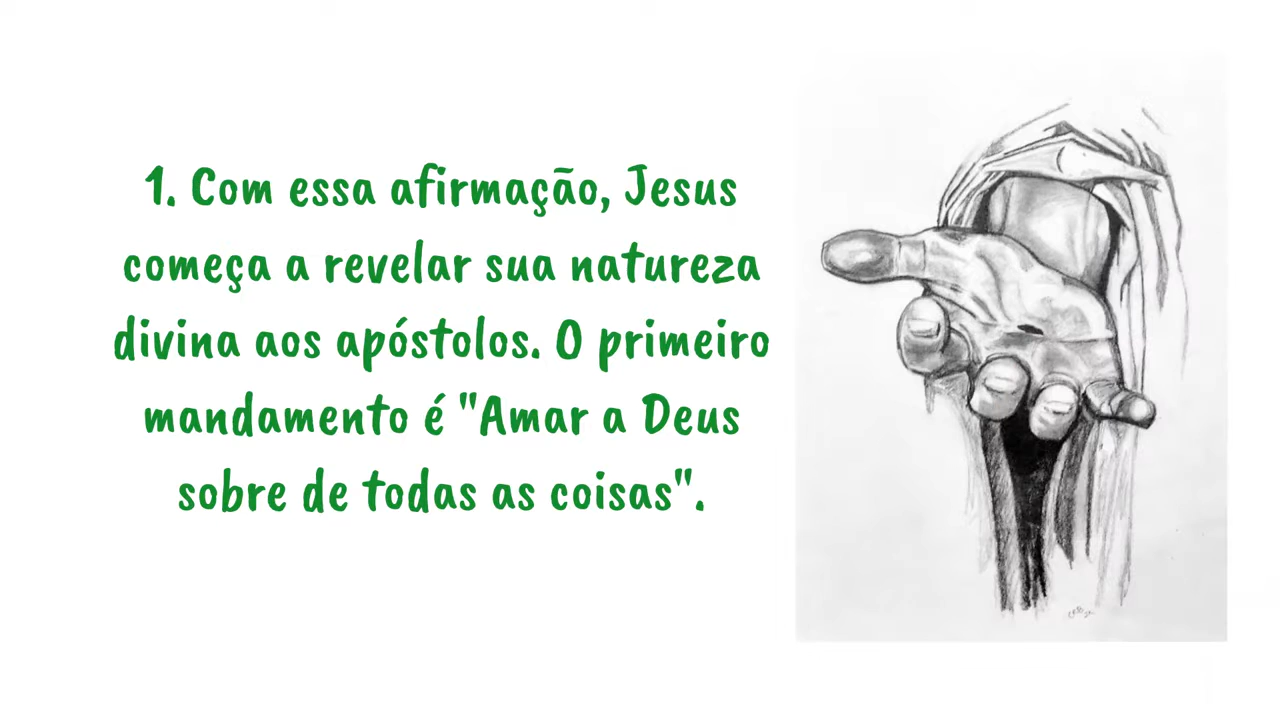 1. Com essa afirmação, Jesus
começa a revelar sua natureza
divina aos apóstolos. O primeiro
mandamento é "Amar a Deus
sobre de todas as coisas".